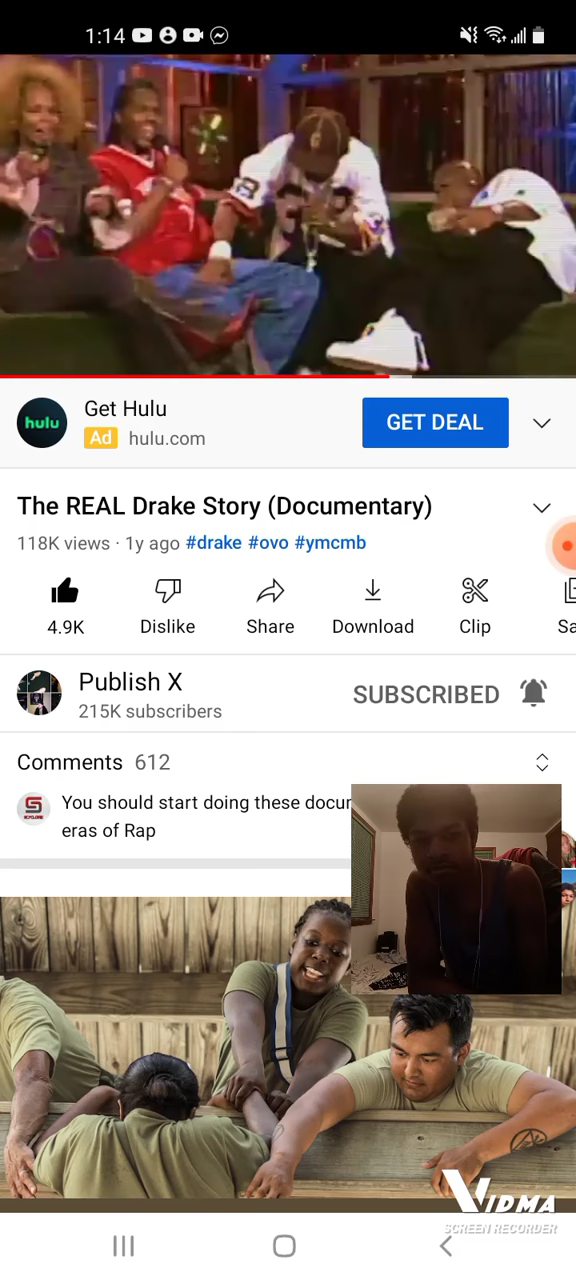 1:14
hulu
Get Hulu
Ad hulu.com
GET DEAL
The REAL Drake Story (Documentary)
118K views · 1y ago #drake #ovo #ymcmb
4.9K
Dislike
Share
Download
Clip
Sa
Publish X
215K subscribers
SUBSCRIBED
Comments 612
You should start doing these docur
eras of Rap
VIDMA
SCREEN RECORDER